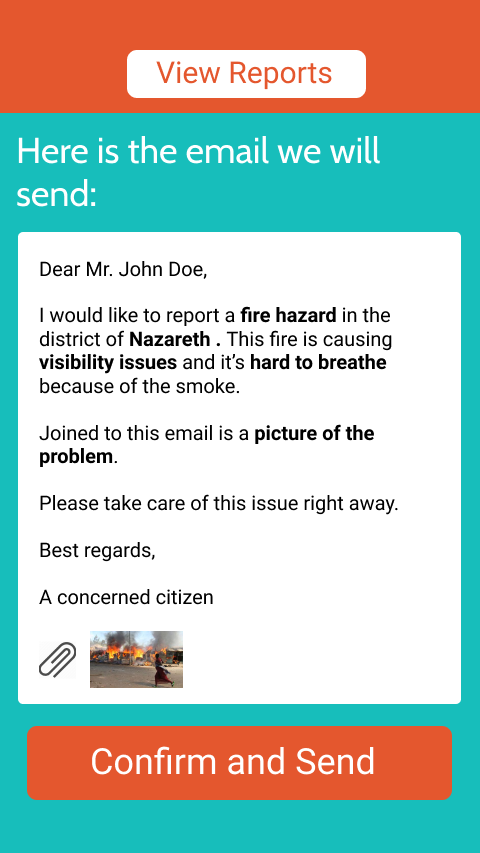 View Reports
Here is the email we will
send:
Dear Mr. John Doe,
I would like to report a fire hazard in the
district of Nazareth . This fire is causing
visibility issues and it’s hard to breathe
because of the smoke.
Joined to this email is a picture of the
problem.
Please take care of this issue right away.
Best regards,
A concerned citizen
Confirm and Send